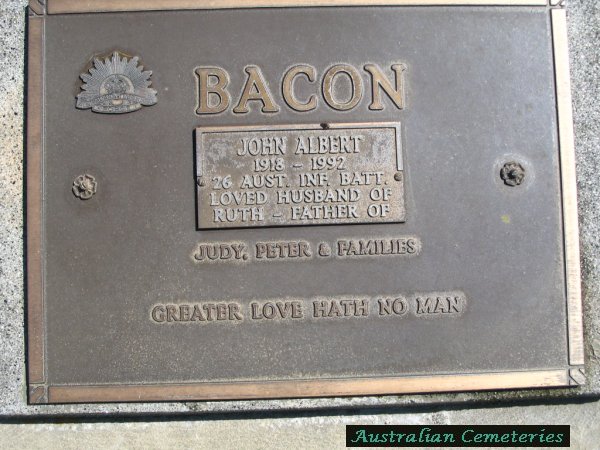 BACON
JOHN ALBERT
1918 - 1992
26 AUST. INF. BATT.
LOVED HUSBAND OF
RUTH - FATHER OF
JUDY, PETER & FAMILIES
GREATER LOVE HATH NO MAN
Australian Cemeteries